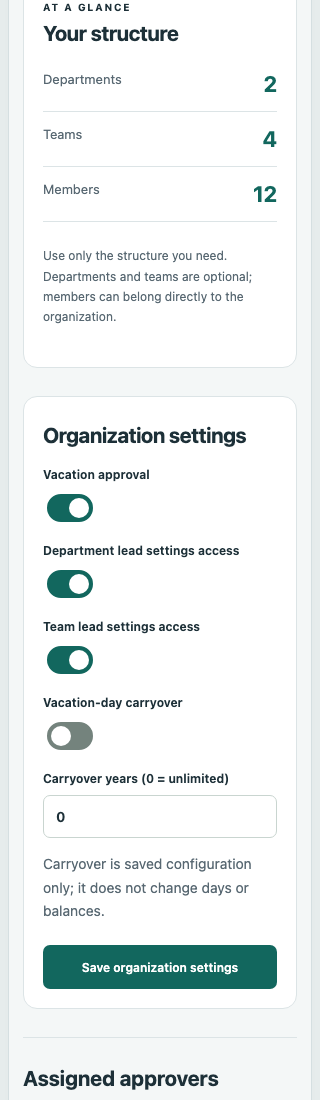 AT A GLANCE
Your structure
Departments
2
Teams
4
Members
12
Use only the structure you need.
Departments and teams are optional;
members can belong directly to the
organization.
Organization settings
Vacation approval
Department lead settings access
Team lead settings access
Vacation-day carryover
Carryover years (0 = unlimited)
0
Carryover is saved configuration
only; it does not change days or
balances.
Save organization settings
Assigned approvers